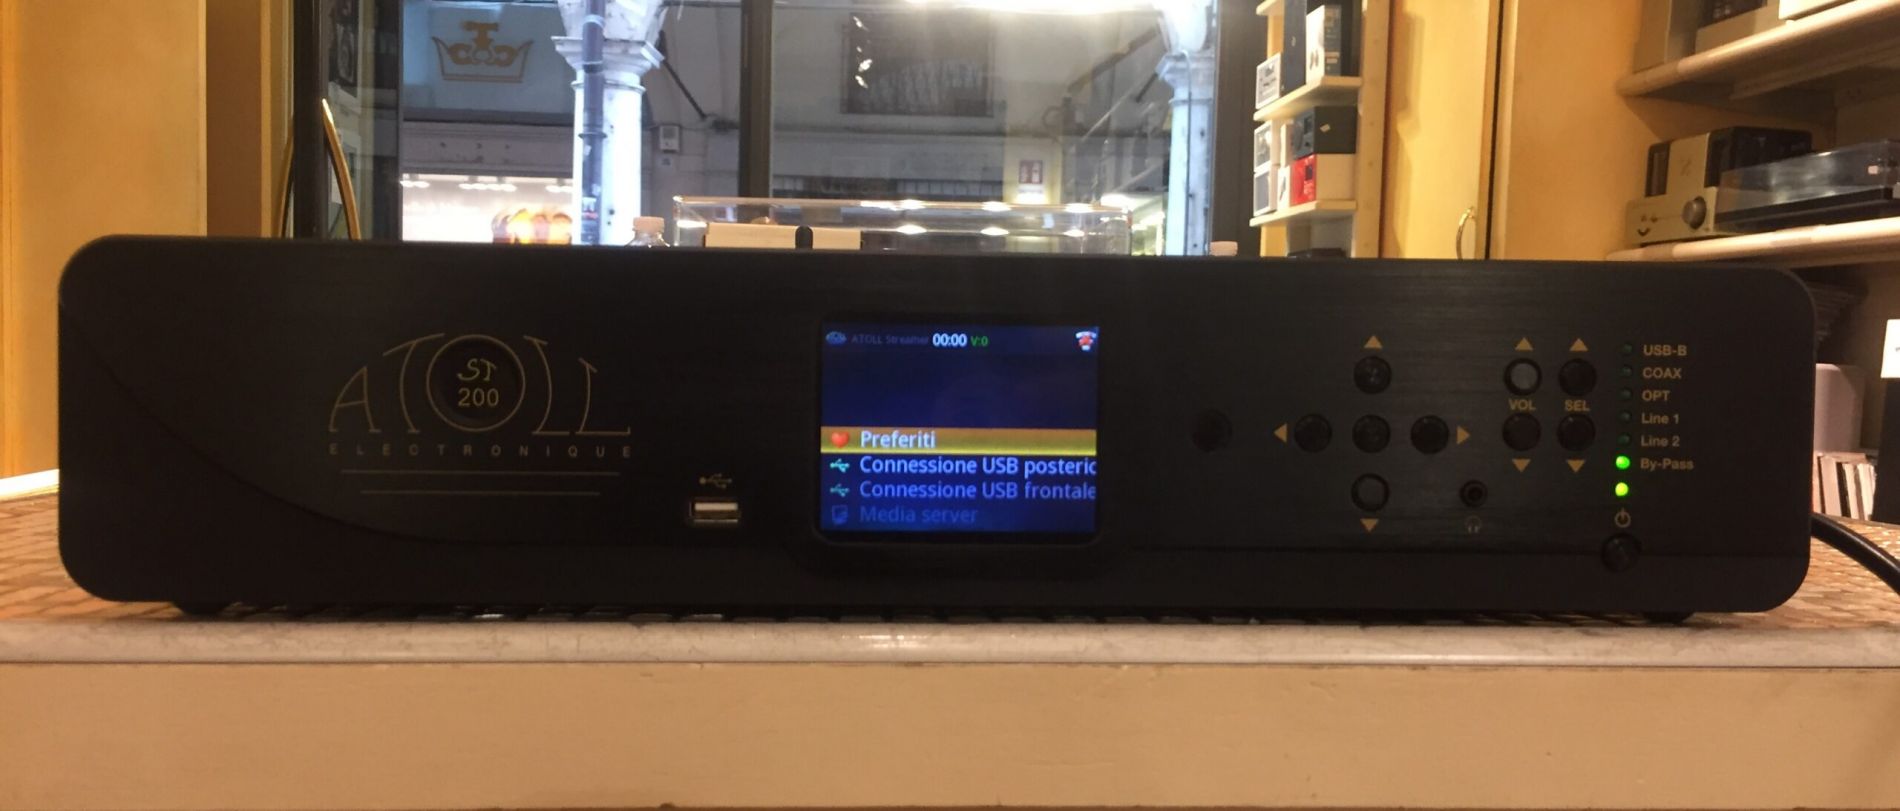 ATOLL
ST
200
ELECTRONIQUE
ATOLL Streamer 00:00 V:0
Preferiti
Connessione USB posteric
Connessione USB frontale
Media server
VOL
SEL
USB-B
COAX
OPT
Line 1
Line 2
By-Pass